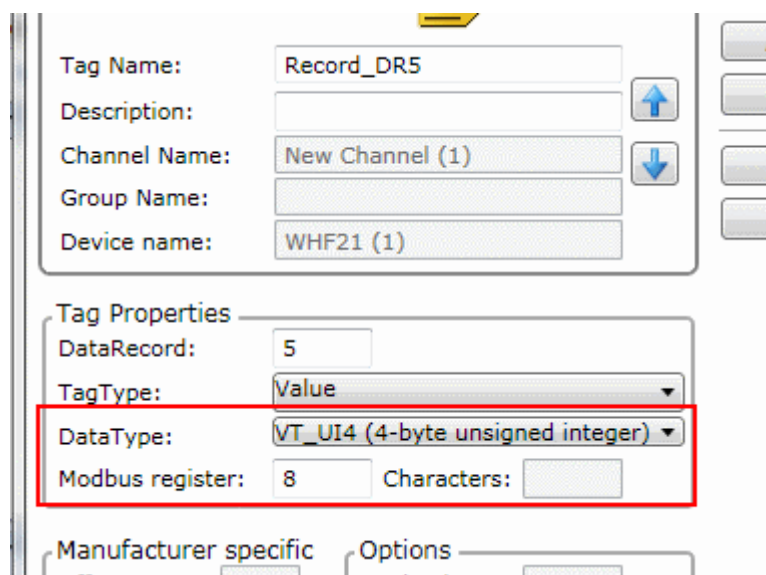 Tag Name: Record_DR5
Description:
Channel Name: New Channel (1)
Group Name:
Device name: WHF21 (1)
Tag Properties
DataRecord: 5
TagType: Value
DataType: VT_UI4 (4-byte unsigned integer)
Modbus register: 8 Characters:
Manufacturer specific Options